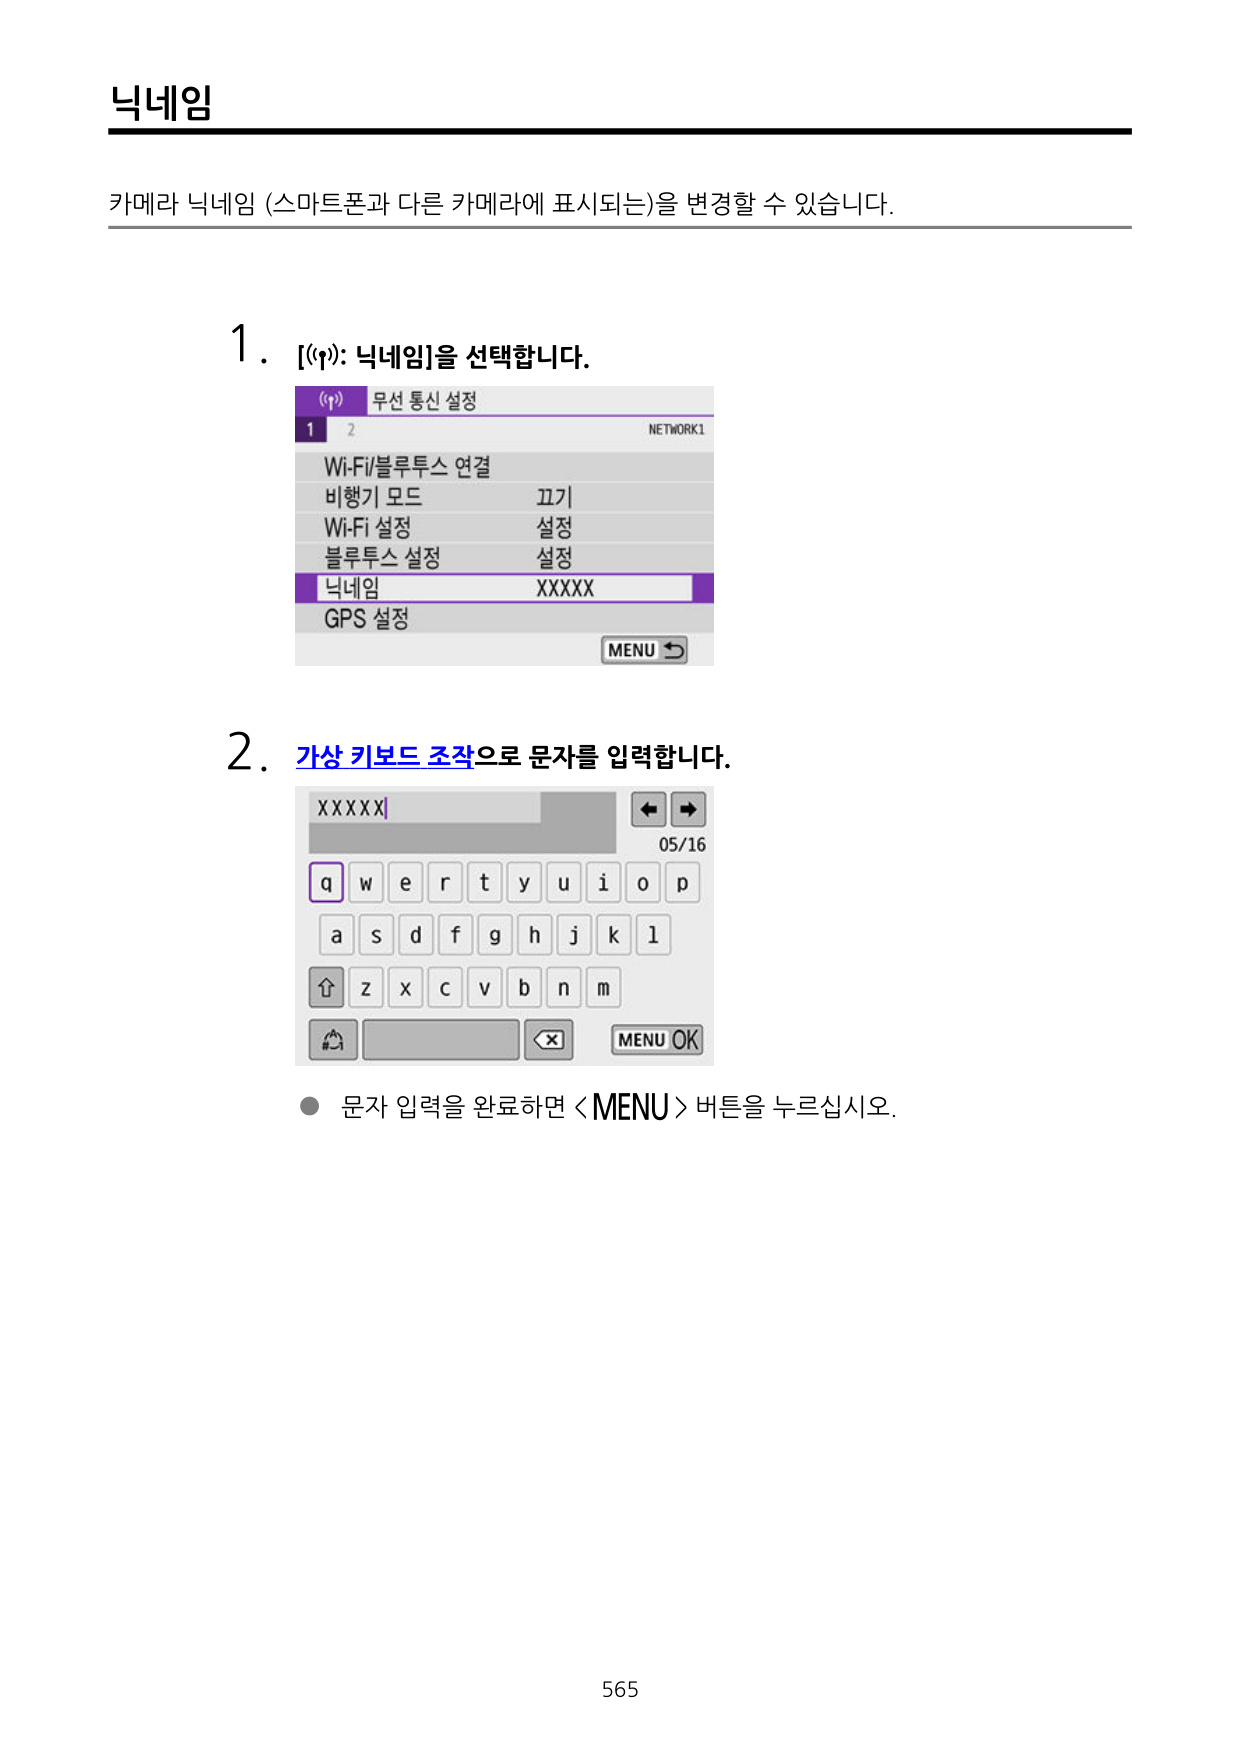 닉네임
카메라 닉네임 (스마트폰과 다른 카메라에 표시되는)을 변경할 수 있습니다.
1. [: 닉네임]을 선택합니다.
무선 통신 설정
1 2 NETWORK1
Wi-Fi/블루투스 연결
비행기 모드 끄기
Wi-Fi 설정 설정
블루투스 설정 설정
닉네임 XXXXX
GPS 설정
MENU
2. 가상 키보드 조작으로 문자를 입력합니다.
XXXXX
05/16
q w e r t y u i o p
a s d f g h j k l
z x c v b n m
A#1 MENU OK
● 문자 입력을 완료하면 <MENU> 버튼을 누르십시오.
565